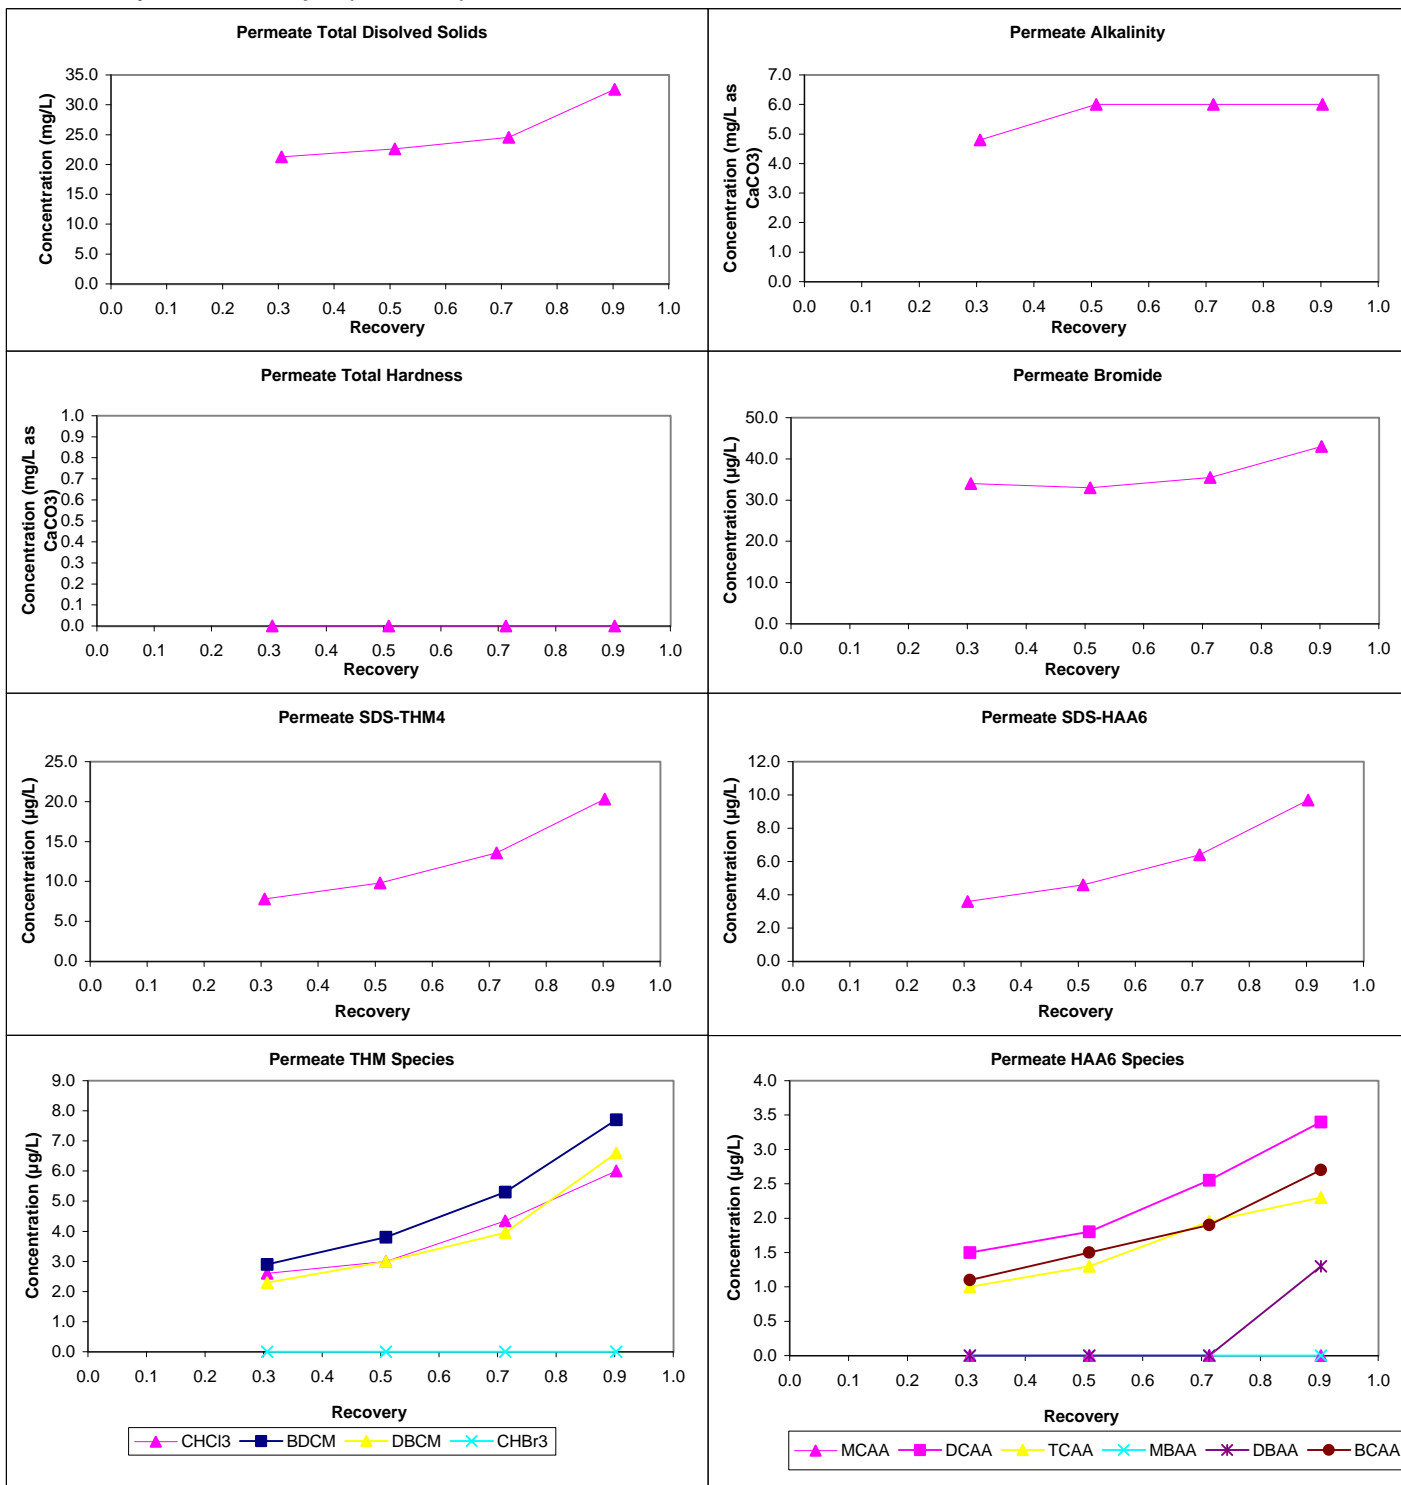 Permeate Total Disolved Solids
Concentration (mg/L)
35.0
30.0
25.0
20.0
15.0
10.0
5.0
0.0
0.0 0.1 0.2 0.3 0.4 0.5 0.6 0.7 0.8 0.9 1.0
Recovery
Permeate Alkalinity
Concentration (mg/L as
CaCO3)
7.0
6.0
5.0
4.0
3.0
2.0
1.0
0.0
0.0 0.1 0.2 0.3 0.4 0.5 0.6 0.7 0.8 0.9 1.0
Recovery
Permeate Total Hardness
Concentration (mg/L as
CaCO3)
1.0
0.9
0.8
0.7
0.6
0.5
0.4
0.3
0.2
0.1
0.0
0.0 0.1 0.2 0.3 0.4 0.5 0.6 0.7 0.8 0.9 1.0
Recovery
Permeate Bromide
Concentration (µg/L)
50.0
40.0
30.0
20.0
10.0
0.0
0.0 0.1 0.2 0.3 0.4 0.5 0.6 0.7 0.8 0.9 1.0
Recovery
Permeate SDS-THM4
Concentration (µg/L)
25.0
20.0
15.0
10.0
5.0
0.0
0.0 0.1 0.2 0.3 0.4 0.5 0.6 0.7 0.8 0.9 1.0
Recovery
Permeate SDS-HAA6
Concentration (µg/L)
12.0
10.0
8.0
6.0
4.0
2.0
0.0
0.0 0.1 0.2 0.3 0.4 0.5 0.6 0.7 0.8 0.9 1.0
Recovery
Permeate THM Species
Concentration (µg/L)
9.0
8.0
7.0
6.0
5.0
4.0
3.0
2.0
1.0
0.0
0.0 0.1 0.2 0.3 0.4 0.5 0.6 0.7 0.8 0.9 1.0
Recovery
CHCl3 BDCM DBCM CHBr3
Permeate HAA6 Species
Concentration (µg/L)
4.0
3.5
3.0
2.5
2.0
1.5
1.0
0.5
0.0
0.0 0.1 0.2 0.3 0.4 0.5 0.6 0.7 0.8 0.9 1.0
Recovery
MCAA DCAA TCAA MBAA DBAA BCAA